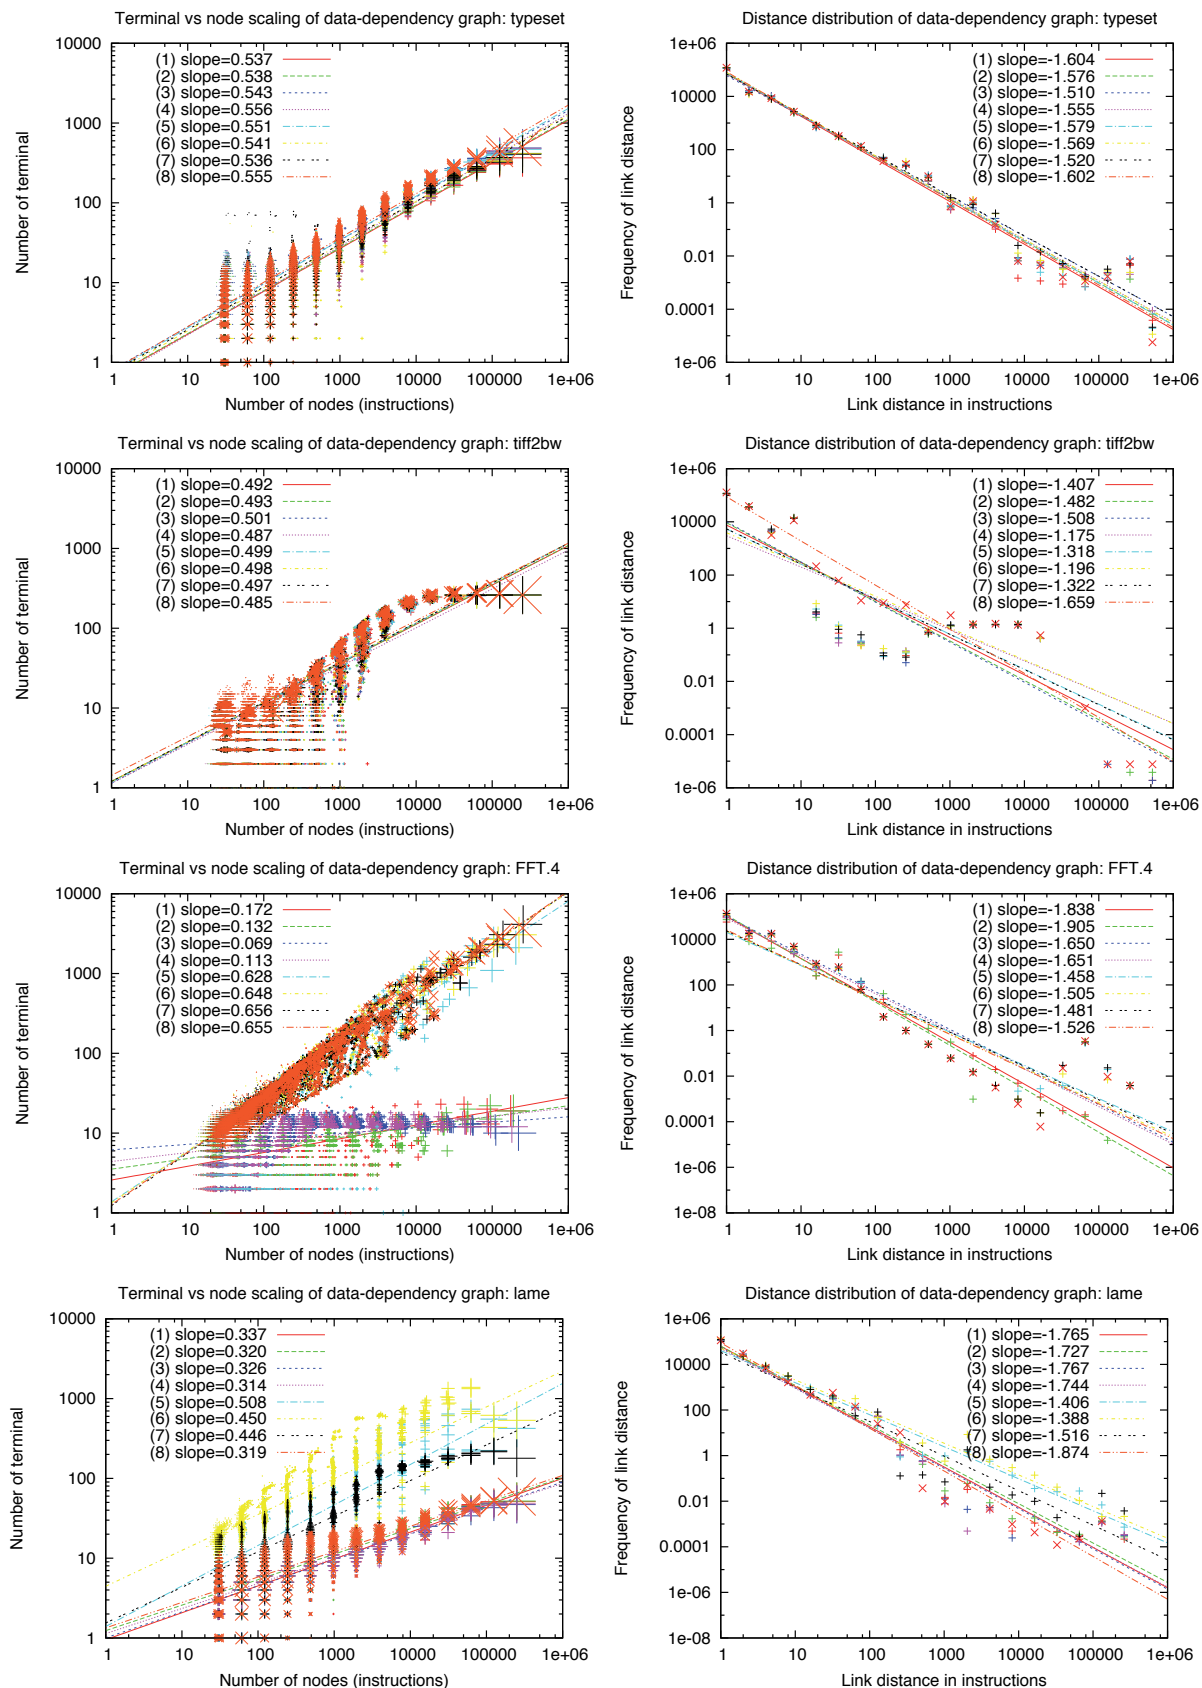 Terminal vs node scaling of data-dependency graph: typeset
Number of terminal
10000
1000
100
10
1
(1) slope=0.537
(2) slope=0.538
(3) slope=0.543
(4) slope=0.556
(5) slope=0.551
(6) slope=0.541
(7) slope=0.536
(8) slope=0.555
1 10 100 1000 10000 100000 1e+06
Number of nodes (instructions)
Distance distribution of data-dependency graph: typeset
Frequency of link distance
1e+06
10000
100
1
0.01
0.0001
1e-06
(1) slope=-1.604
(2) slope=-1.576
(3) slope=-1.510
(4) slope=-1.555
(5) slope=-1.579
(6) slope=-1.569
(7) slope=-1.520
(8) slope=-1.602
1 10 100 1000 10000 100000 1e+06
Link distance in instructions
Terminal vs node scaling of data-dependency graph: tiff2bw
Number of terminal
10000
1000
100
10
1
(1) slope=0.492
(2) slope=0.493
(3) slope=0.501
(4) slope=0.487
(5) slope=0.499
(6) slope=0.498
(7) slope=0.497
(8) slope=0.485
1 10 100 1000 10000 100000 1e+06
Number of nodes (instructions)
Distance distribution of data-dependency graph: tiff2bw
Frequency of link distance
1e+06
10000
100
1
0.01
0.0001
1e-06
(1) slope=-1.407
(2) slope=-1.482
(3) slope=-1.508
(4) slope=-1.175
(5) slope=-1.318
(6) slope=-1.196
(7) slope=-1.322
(8) slope=-1.659
1 10 100 1000 10000 100000 1e+06
Link distance in instructions
Terminal vs node scaling of data-dependency graph: FFT.4
Number of terminal
10000
1000
100
10
1
(1) slope=0.172
(2) slope=0.132
(3) slope=0.069
(4) slope=0.113
(5) slope=0.628
(6) slope=0.648
(7) slope=0.656
(8) slope=0.655
1 10 100 1000 10000 100000 1e+06
Number of nodes (instructions)
Distance distribution of data-dependency graph: FFT.4
Frequency of link distance
1e+06
10000
100
1
0.01
0.0001
1e-06
1e-08
(1) slope=-1.838
(2) slope=-1.905
(3) slope=-1.650
(4) slope=-1.651
(5) slope=-1.458
(6) slope=-1.505
(7) slope=-1.481
(8) slope=-1.526
1 10 100 1000 10000 100000 1e+06
Link distance in instructions
Terminal vs node scaling of data-dependency graph: lame
Number of terminal
10000
1000
100
10
1
(1) slope=0.337
(2) slope=0.320
(3) slope=0.326
(4) slope=0.314
(5) slope=0.508
(6) slope=0.450
(7) slope=0.446
(8) slope=0.319
1 10 100 1000 10000 100000 1e+06
Number of nodes (instructions)
Distance distribution of data-dependency graph: lame
Frequency of link distance
1e+06
10000
100
1
0.01
0.0001
1e-06
1e-08
(1) slope=-1.765
(2) slope=-1.727
(3) slope=-1.767
(4) slope=-1.744
(5) slope=-1.406
(6) slope=-1.388
(7) slope=-1.516
(8) slope=-1.874
1 10 100 1000 10000 100000 1e+06
Link distance in instructions